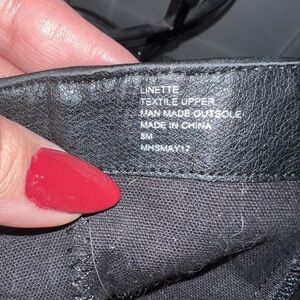 LINETTE
TEXTILE UPPER
MAN MADE OUTSOLE
MADE IN CHINA
8M
MHSMAY17